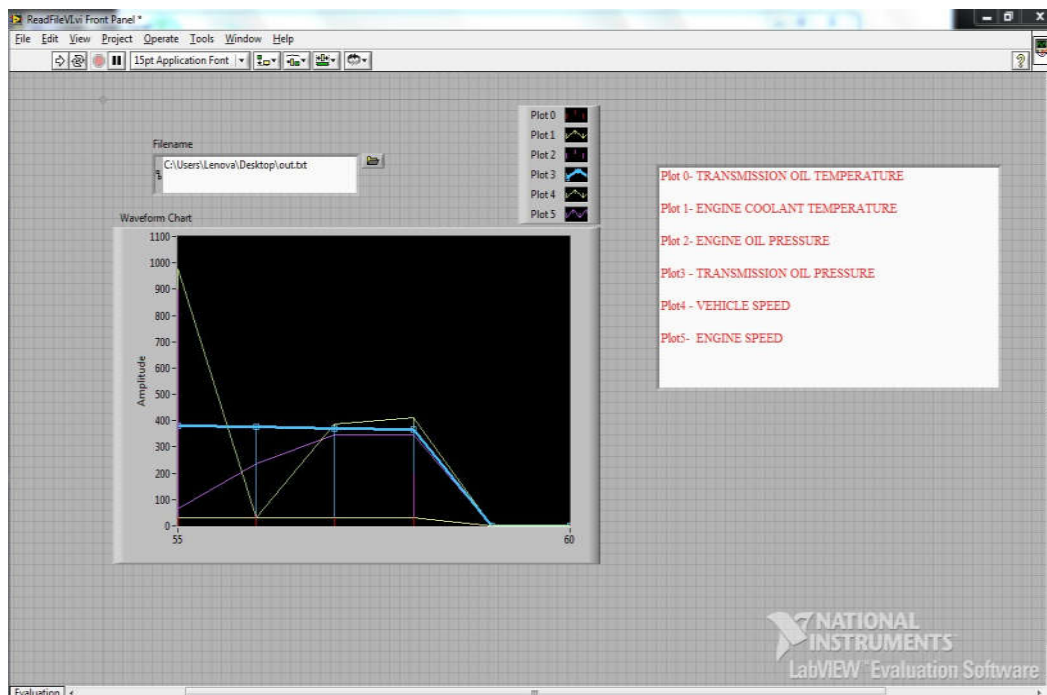 ReadFileVI.vi Front Panel *
File Edit View Project Operate Tools Window Help
15pt Application Font
Filename
C:\Users\Lenova\Desktop\out.txt
Plot 0
Plot 1
Plot 2
Plot 3
Plot 4
Plot 5
Plot 0- TRANSMISSION OIL TEMPERATURE
Plot 1- ENGINE COOLANT TEMPERATURE
Plot 2- ENGINE OIL PRESSURE
Plot3 - TRANSMISSION OIL PRESSURE
Plot4 - VEHICLE SPEED
Plot5- ENGINE SPEED
Waveform Chart
Amplitude
1100
1000
900
800
700
600
500
400
300
200
100
0
55
60
NATIONAL
INSTRUMENTS
LabVIEW™ Evaluation Software
Evaluation